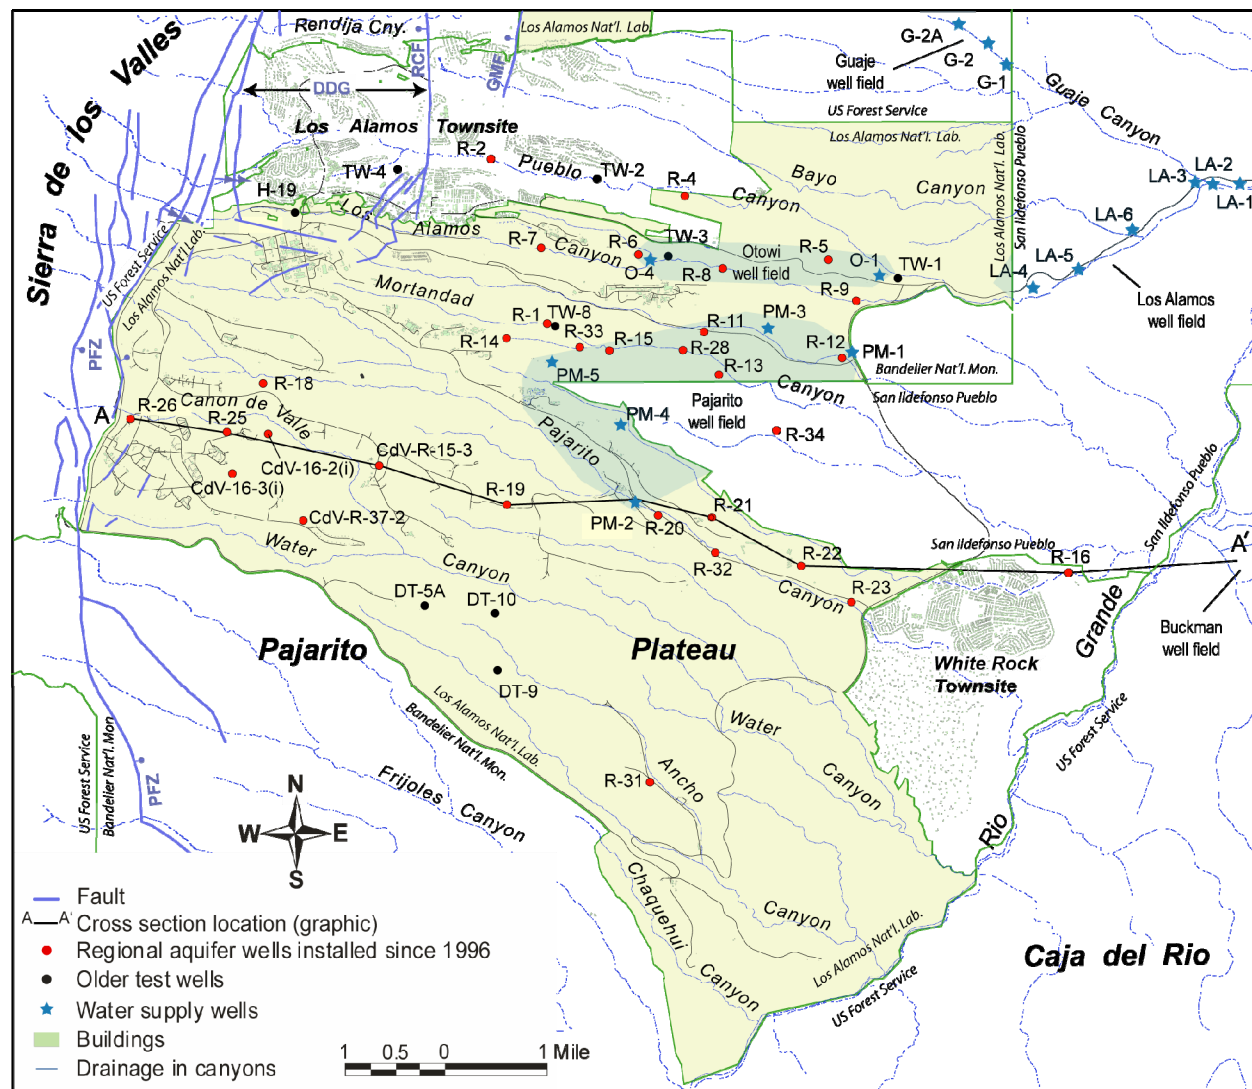 Rendija Cny.
Los Alamos Nat'l. Lab.
G-2A
G-2
G-1
Guaje
well field
RCF
GMF
DDG
US Forest Service
Los Alamos Nat'l. Lab.
Guaje Canyon
Los Alamos Townsite
Sierra de los Valles
R-2
Pueblo
TW-4
TW-2
R-4
Canyon
Bayo
Canyon
Los Alamos Nat'l. Lab.
San Ildefonso Pueblo
LA-3
LA-2
LA-1
H-19
Los
Alamos
Canyon
LA-6
US Forest Service
Los Alamos Nat'l. Lab.
R-7
R-6
TW-3
O-4
R-8
Otowi
well field
R-5
O-1
TW-1
LA-4
LA-5
R-9
Los Alamos
well field
Mortandad
R-1
TW-8
R-33
R-14
R-15
R-11
PM-3
R-28
R-12
PM-1
PFZ
PM-5
R-13
Canyon
Bandelier Nat'l. Mon.
San Ildefonso Pueblo
R-18
Cañon de Valle
Pajarito
well field
A
R-26
R-25
PM-4
R-34
CdV-R-15-3
CdV-16-2(i)
CdV-16-3(i)
Pajarito
R-19
CdV-R-37-2
PM-2
R-20
R-21
Water
Canyon
R-32
R-22
San Ildefonso Pueblo
R-16
San Ildefonso Pueblo
A'
DT-5A
DT-10
Canyon
R-23
Buckman
well field
Pajarito
Plateau
White Rock
Townsite
Rio Grande
DT-9
Los Alamos Nat'l. Lab.
Bandelier Nat'l. Mon.
Water
Canyon
US Forest Service
US Forest Service
Bandelier Nat'l. Mon.
PFZ
Frijoles Canyon
R-31
Ancho
Canyon
Chaquehui
Canyon
Los Alamos Nat'l. Lab.
US Forest Service
Caja del Rio
N
W
E
S
Fault
A
A'
Cross section location (graphic)
Regional aquifer wells installed since 1996
Older test wells
Water supply wells
Buildings
Drainage in canyons
1 0.5 0 1 Mile